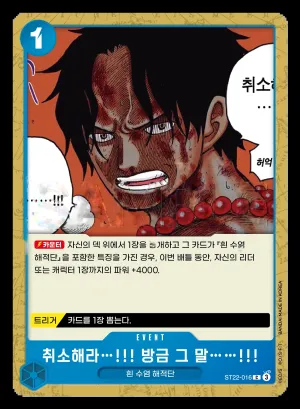 1
취소해
……
허억
…!!!
카운터 자신의 덱 위에서 1장을 공개하고 그 카드가 『흰 수염
해적단』을 포함한 특징을 가진 경우, 이번 배틀 동안, 자신의 리더
또는 캐릭터 1장까지의 파워 +4000.
트리거 카드를 1장 뽑는다.
EVENT
취소해라…!!! 방금 그 말……!!!
흰 수염 해적단
ST22-016 C 3